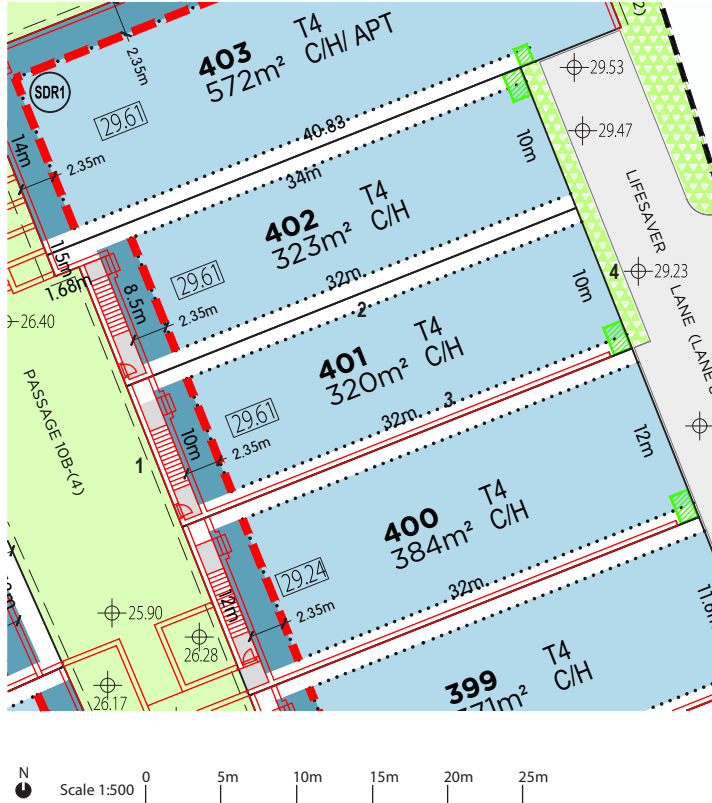 403
T4
C/H/ APT
572m²
2)
2.35m
29.53
SDR1
29.61
29.47
14m
40.83
10m
2.35m
34m
LIFESAVER
402
T4
C/H
323m²
1.5m
1.68m
29.61
32m
10m
4
29.23
8.5m
2.35m
2
26.40
LANE (LANE
401
T4
C/H
320m²
PASSAGE 10B-(4)
29.61
32m
3
10m
2.35m
1
12m
400
T4
C/H
384m²
29.24
32m
12m
2.35m
25.90
26.28
26.17
399
T4
C/H
371m²
11.6m
N
Scale 1:500
0
5m
10m
15m
20m
25m